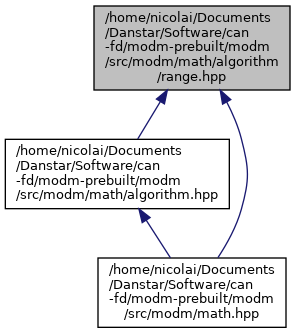 /home/nicolai/Documents
/Danstar/Software/can
-fd/modm-prebuilt/modm
/src/modm/math/algorithm
/range.hpp
/home/nicolai/Documents
/Danstar/Software/can
-fd/modm-prebuilt/modm
/src/modm/math/algorithm.hpp
/home/nicolai/Documents
/Danstar/Software/can
-fd/modm-prebuilt/modm
/src/modm/math.hpp